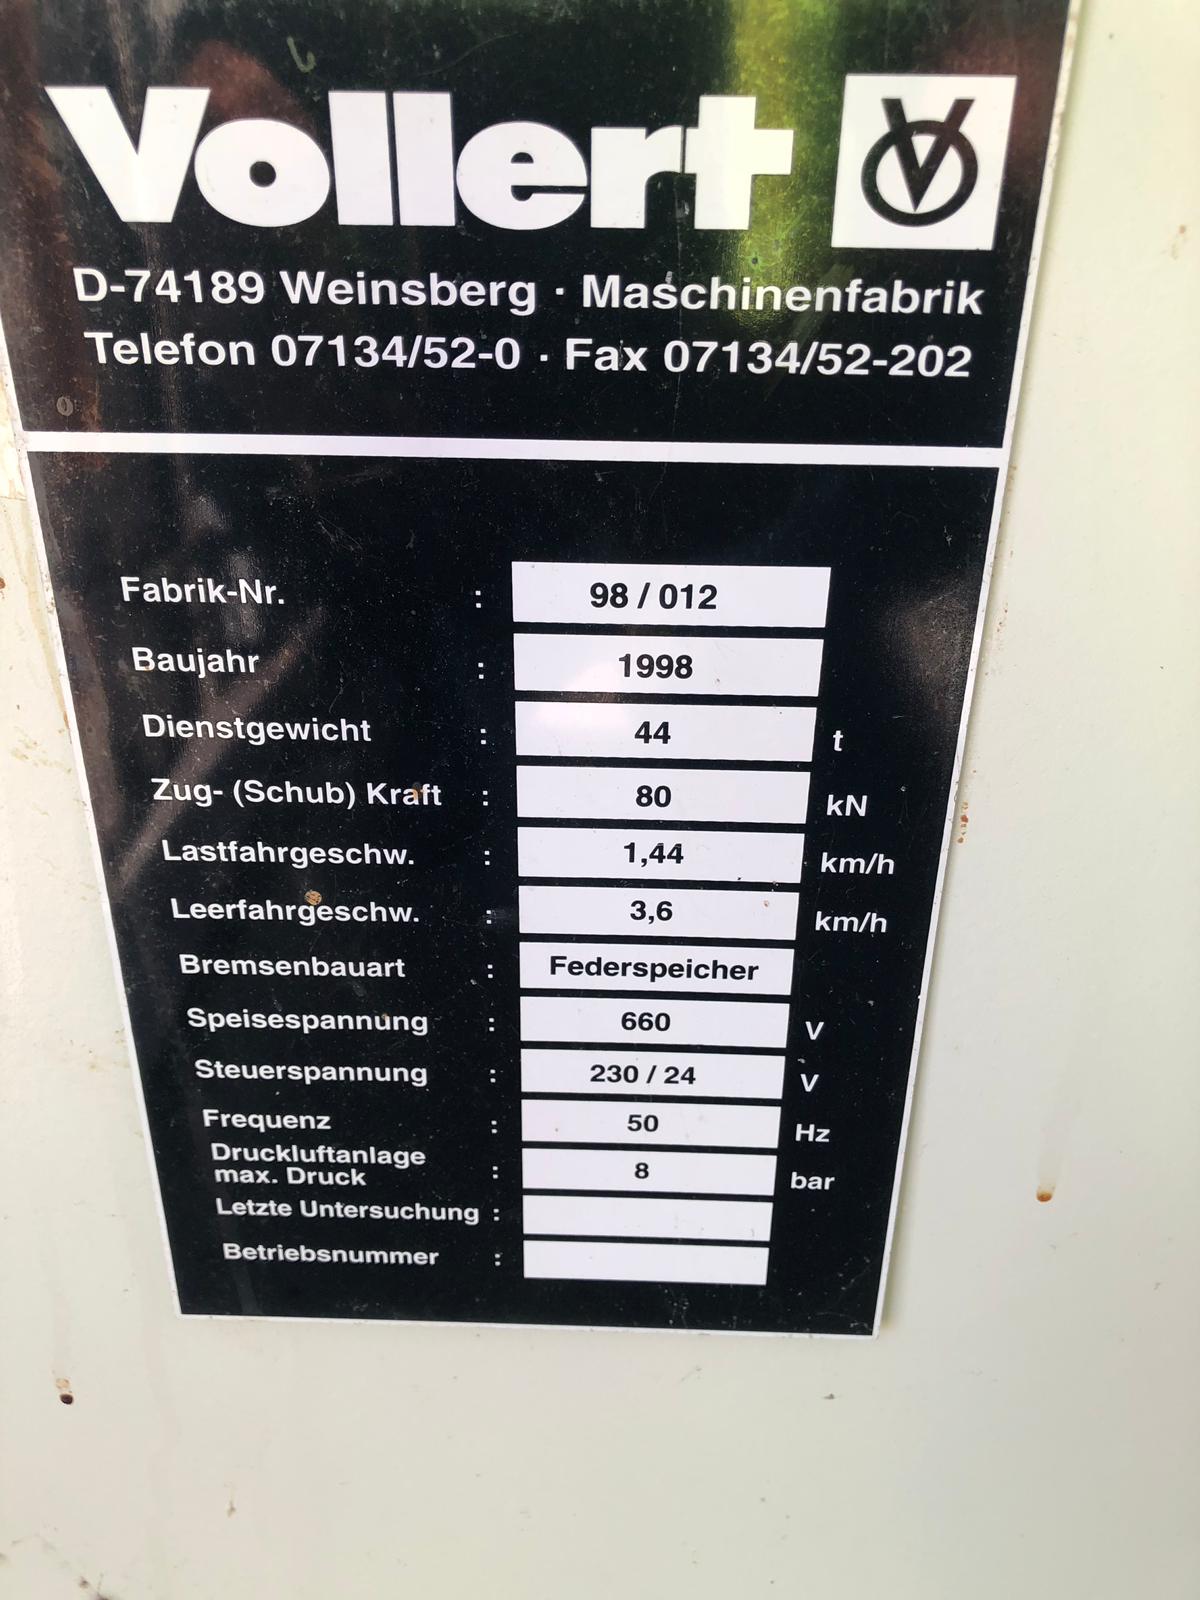 Vollert
D-74189 Weinsberg · Maschinenfabrik
Telefon 07134/52-0 · Fax 07134/52-202
Fabrik-Nr. : 98 / 012
Baujahr : 1998
Dienstgewicht : 44 t
Zug- (Schub) Kraft : 80 kN
Lastfahrgeschw. : 1,44 km/h
Leerfahrgeschw. : 3,6 km/h
Bremsenbauart : Federspeicher
Speisespannung : 660 V
Steuerspannung : 230 / 24 V
Frequenz : 50 Hz
Druckluftanlage
max. Druck : 8 bar
Letzte Untersuchung :
Betriebsnummer :